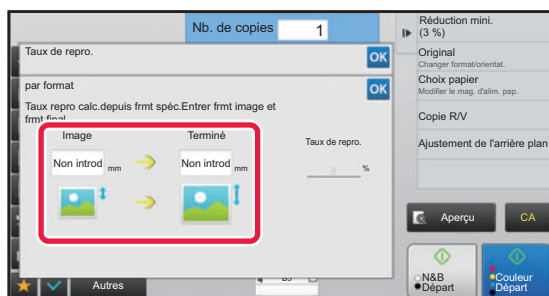 Nb. de copies 1
Taux de repro.
OK
par format
OK
Taux repro calc.depuis frmt spéc.Entrer frmt image et
frmt final.
Image
Terminé
Taux de repro.
Non introd mm
Non introd mm
0 %
Réduction mini.
(3 %)
Original
Changer format/orientat.
Choix papier
Modifier le mag. d'alim. pap.
Copie R/V
Ajustement de l'arrière plan
Aperçu
CA
N&B
Départ
Couleur
Départ
Autres